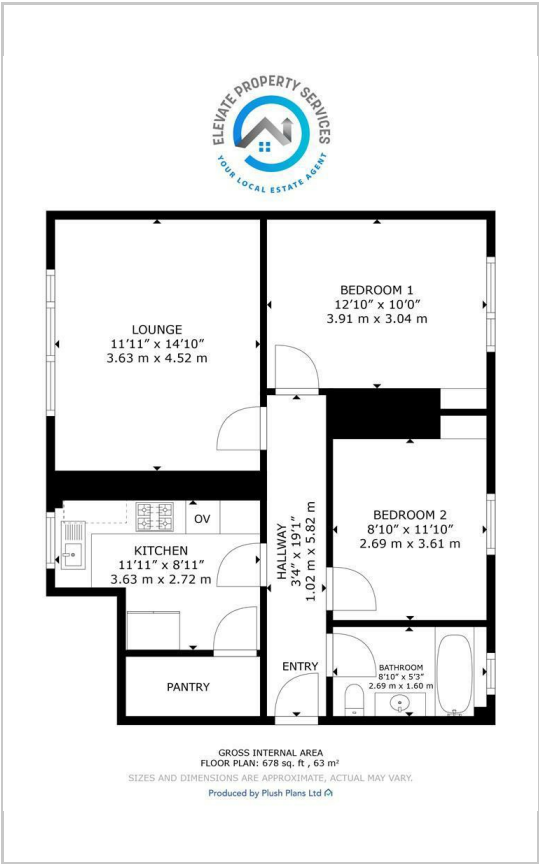 ELEVATE PROPERTY SERVICES
YOUR LOCAL ESTATE AGENT
LOUNGE
11'11" x 14'10"
3.63 m x 4.52 m
BEDROOM 1
12'10" x 10'0"
3.91 m x 3.04 m
OV
KITCHEN
11'11" x 8'11"
3.63 m x 2.72 m
HALLWAY
3'4" x 19'1"
1.02 m x 5.82 m
BEDROOM 2
8'10" x 11'10"
2.69 m x 3.61 m
PANTRY
ENTRY
BATHROOM
8'10" x 5'3"
2.69 m x 1.60 m
GROSS INTERNAL AREA
FLOOR PLAN: 678 sq. ft , 63 m²
SIZES AND DIMENSIONS ARE APPROXIMATE, ACTUAL MAY VARY.
Produced by Plush Plans Ltd